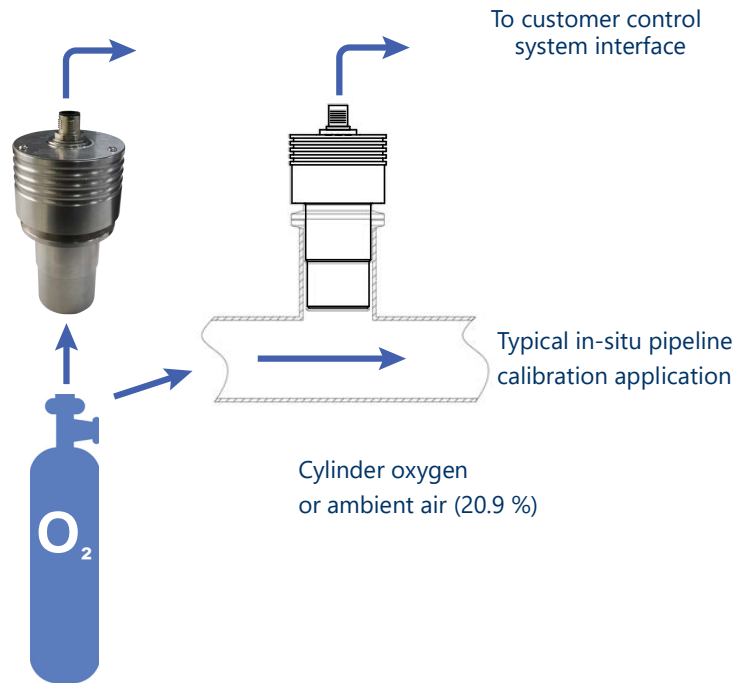 To customer control
system interface
Typical in-situ pipeline
calibration application
Cylinder oxygen
or ambient air (20.9 %)
O₂